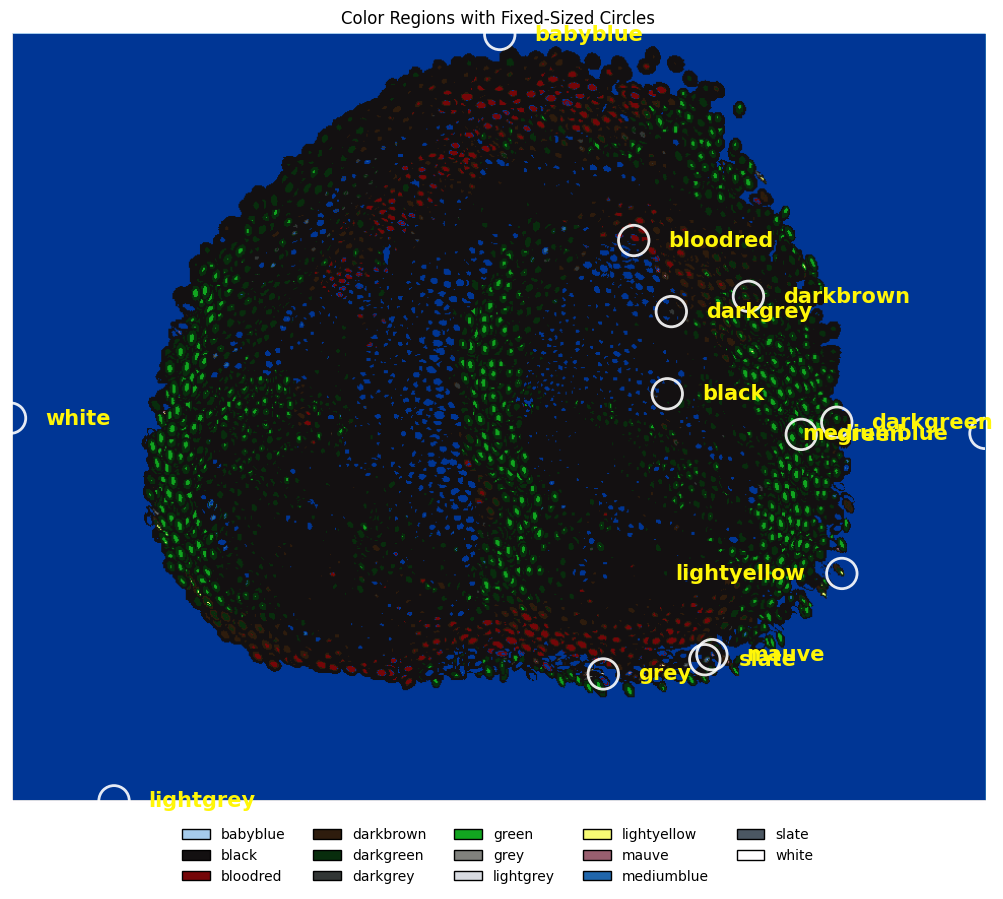 Color Regions with Fixed-Sized Circles
babyblue
bloodred
darkbrown
darkgrey
black
white
darkgreen
mediumblue
green
lightyellow
mauve
slate
grey
lightgrey
babyblue darkbrown green lightyellow slate
black darkgreen grey mauve white
bloodred darkgrey lightgrey mediumblue